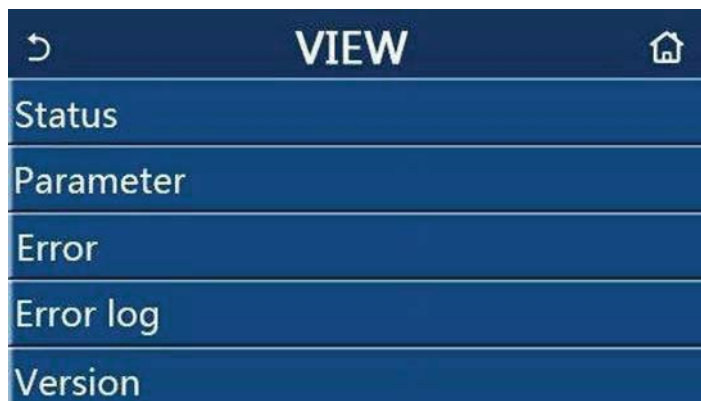 VIEW
Status
Parameter
Error
Error log
Version